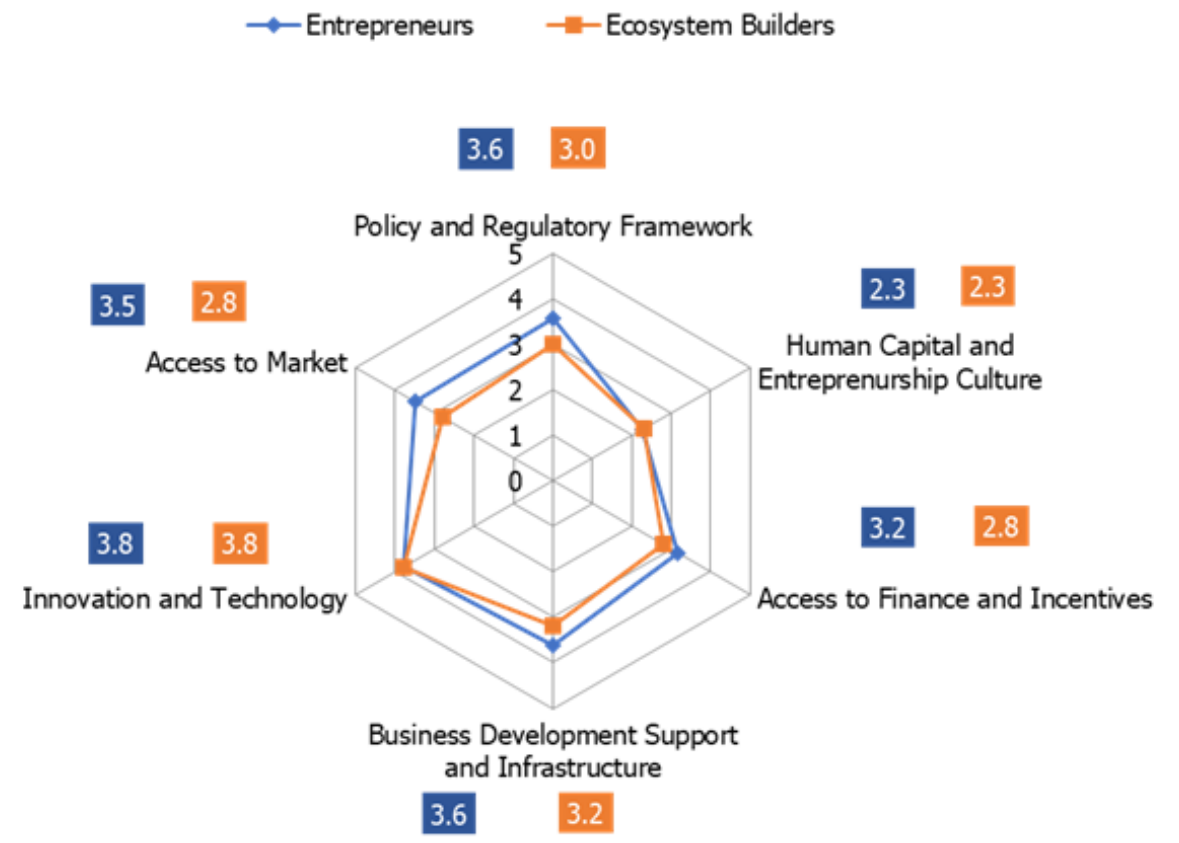 Entrepreneurs Ecosystem Builders
3.6 3.0
Policy and Regulatory Framework
3.5 2.8
Access to Market
2.3 2.3
Human Capital and
Entreprenurship Culture
5
4
3
2
1
0
3.8 3.8
Innovation and Technology
3.2 2.8
Access to Finance and Incentives
Business Development Support
and Infrastructure
3.6 3.2